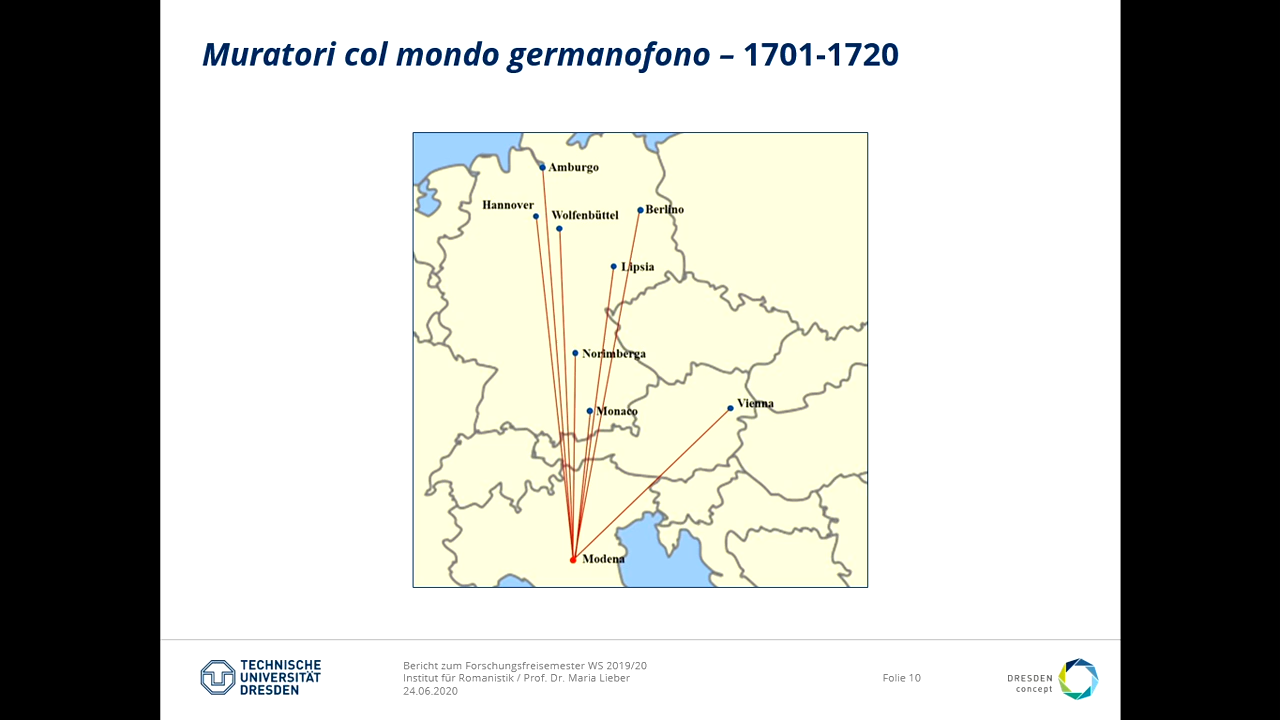 Muratori col mondo germanofono – 1701-1720
Amburgo
Hannover
Wolfenbüttel
Berlino
Lipsia
Norimberga
Monaco
Vienna
Modena
TECHNISCHE
UNIVERSITÄT
DRESDEN
Bericht zum Forschungsfreisemester WS 2019/20
Institut für Romanistik / Prof. Dr. Maria Lieber
24.06.2020
Folie 10
DRESDEN
concept